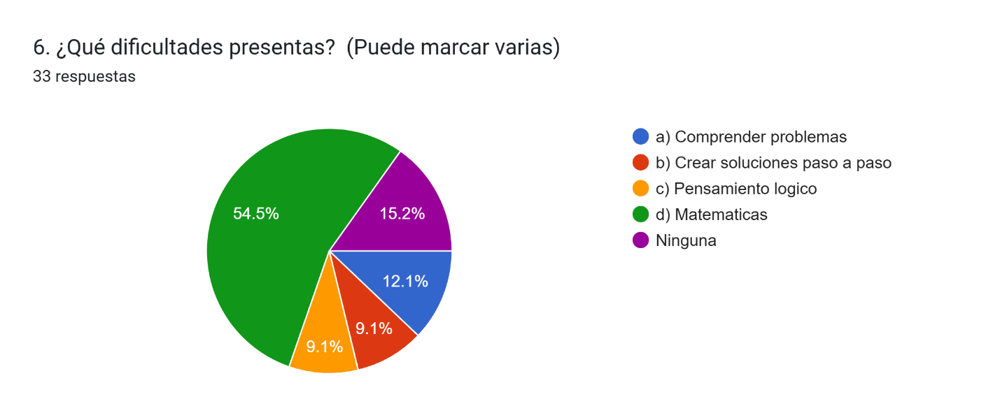 6. ¿Qué dificultades presentas?  (Puede marcar varias)
33 respuestas
54.5%
15.2%
12.1%
9.1%
9.1%
a) Comprender problemas
b) Crear soluciones paso a paso
c) Pensamiento logico
d) Matematicas
Ninguna